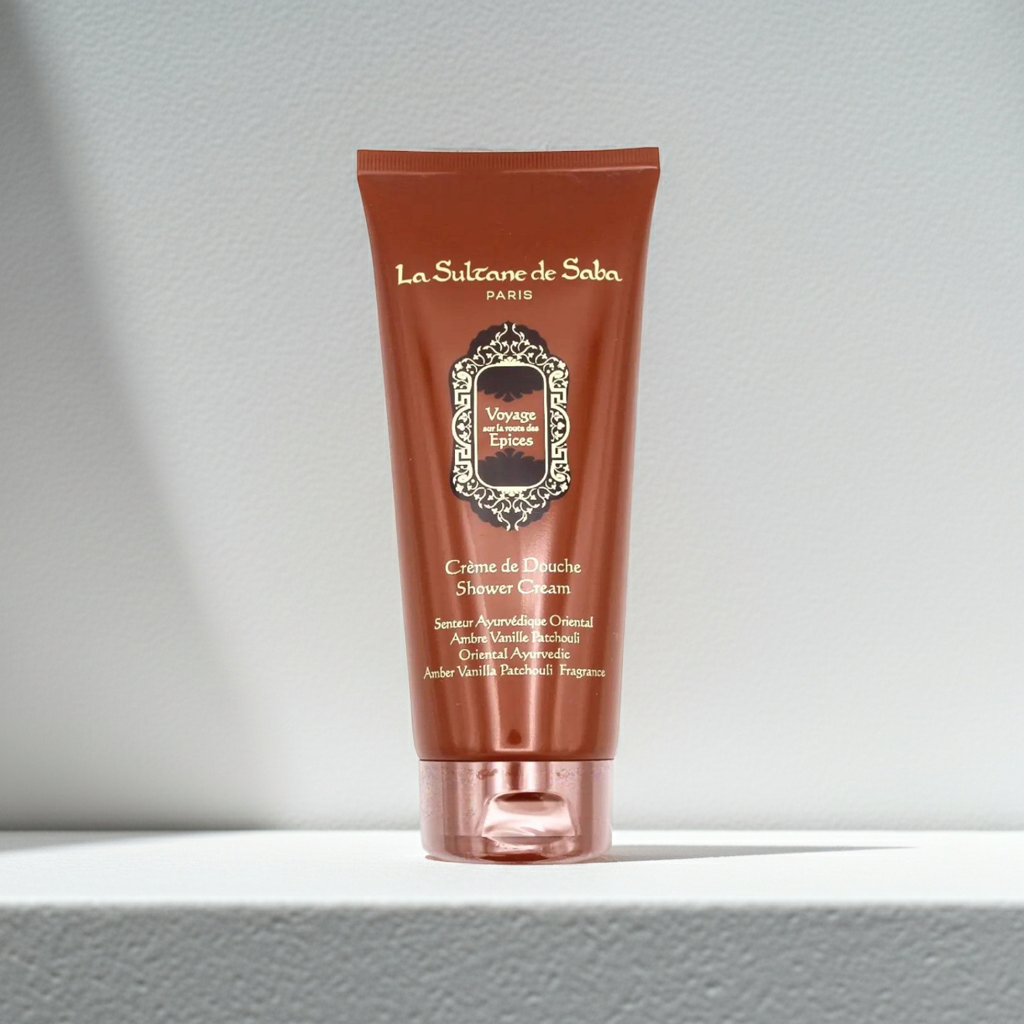 La Sultane de Saba
PARIS
Voyage
sur la route des
Epices
Crème de Douche
Shower Cream
Senteur Ayurvédique Oriental
Ambre Vanille Patchouli
Oriental Ayurvedic
Amber Vanilla Patchouli Fragrance